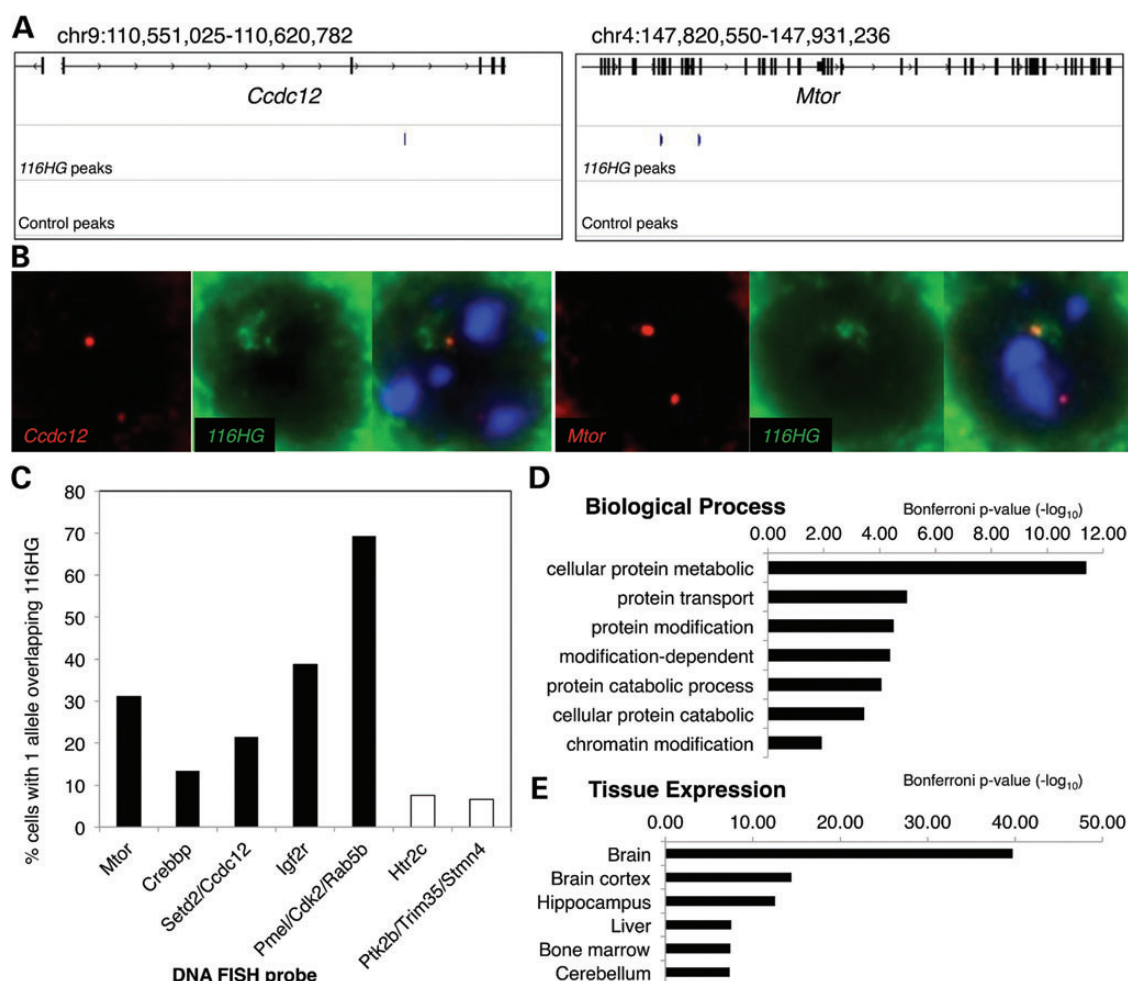 A
chr9:110,551,025-110,620,782
chr4:147,820,550-147,931,236
Ccdc12
Mtor
116HG peaks
116HG peaks
Control peaks
Control peaks
B
Ccdc12
116HG
Mtor
116HG
C
% cells with 1 allele overlapping 116HG
80
70
60
50
40
30
20
10
0
Mtor
Crebbp
Setd2/Ccdc12
Igf2r
Pmel/Cdk2/Rab5b
Htr2c
Ptk2b/Trim35/Stmn4
DNA FISH probe
D
Biological Process
Bonferroni p-value (-log10)
0.00 2.00 4.00 6.00 8.00 10.00 12.00
cellular protein metabolic
protein transport
protein modification
modification-dependent
protein catabolic process
cellular protein catabolic
chromatin modification
E
Tissue Expression
Bonferroni p-value (-log10)
0.00 10.00 20.00 30.00 40.00 50.00
Brain
Brain cortex
Hippocampus
Liver
Bone marrow
Cerebellum